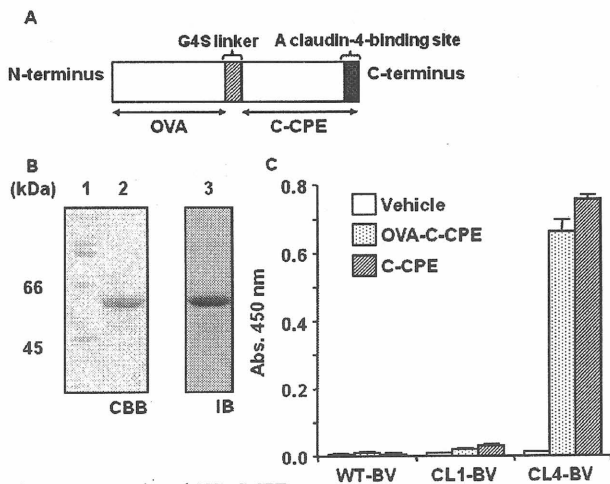 A
G4S linker A claudin-4-binding site
N-terminus C-terminus
OVA C-CPE
B
(kDa) 1 2 3
66
45
CBB IB
C
Abs. 450 nm
0.8
0.6
0.4
0.2
0.0
Vehicle
OVA-C-CPE
C-CPE
WT-BV CL1-BV CL4-BV